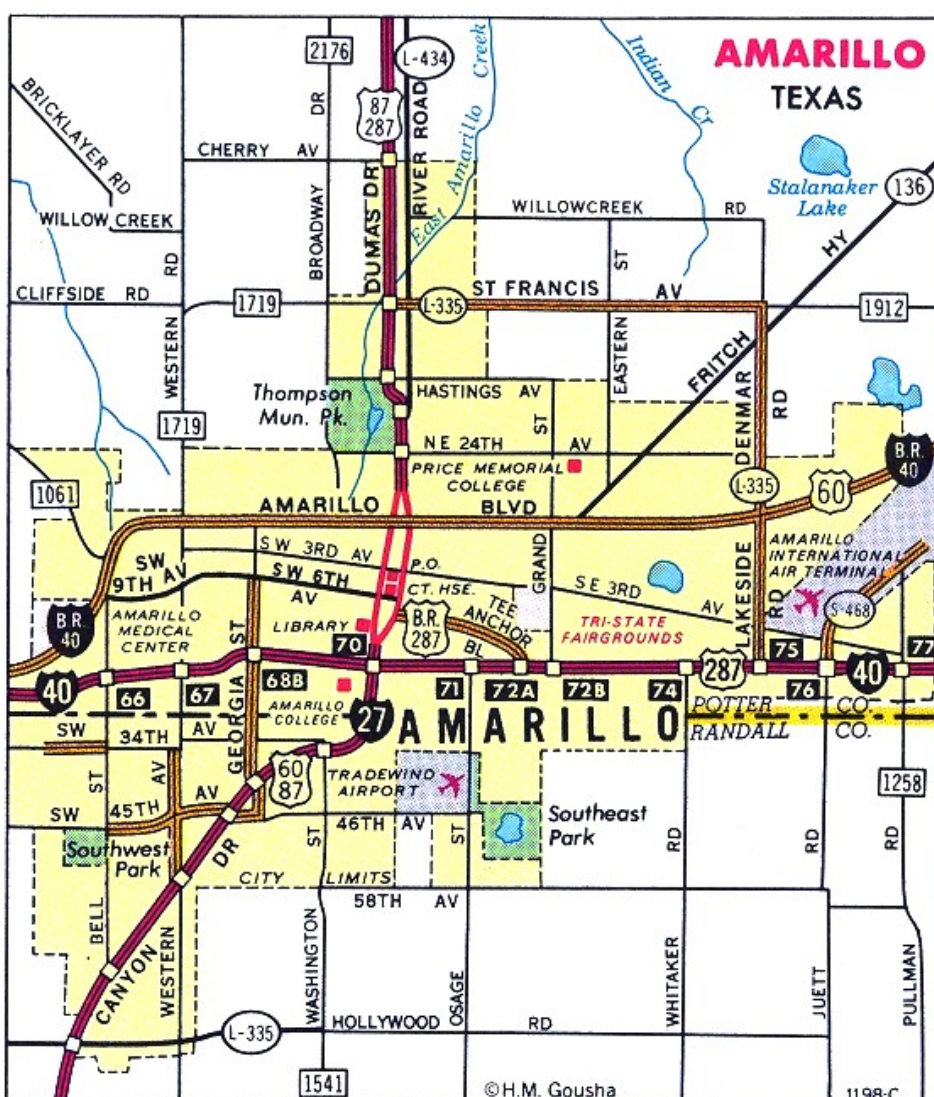 AMARILLO
TEXAS
2176
L-434
87
287
BRICKLAYER RD
CHERRY AV
BROADWAY DR
DUMAS DR
RIVER ROAD
East Amarillo Creek
Indian Cr
Stalanaker
Lake
136
WILLOW CREEK
RD
WILLOWCREEK RD
CLIFFSIDE RD
1719
L-335
ST FRANCIS AV
1912
WESTERN
EASTERN ST
FRITCH HY
Thompson
Mun. Pk.
HASTINGS AV
1719
NE 24TH AV
ST
DENMAR RD
PRICE MEMORIAL
COLLEGE
B.R.
40
1061
60
L-335
AMARILLO BLVD
SW 3RD AV
SW
9TH AV
SW 6TH
AV
P.O.
CT. HSE.
GRAND
SE 3RD AV
AMARILLO
INTERNATIONAL
AIR TERMINAL
S-468
B.R.
40
AMARILLO
MEDICAL
CENTER
GEORGIA ST
LIBRARY
70
B.R.
287
TEE ANCHOR
BL
TRI-STATE
FAIRGROUNDS
LAKESIDE RD
40
66
67
68B
71
72A
72B
74
287
75
76
40
77
AMARILLO
COLLEGE
27
AMARILLO
POTTER CO.
RANDALL CO.
SW 34TH AV
60
87
TRADEWIND
AIRPORT
1258
ST
AV
SW 45TH AV
46TH AV
ST
Southeast
Park
RD
RD
RD
Southwest
Park
DR
ST
CITY LIMITS
58TH AV
BELL
CANYON
WESTERN
WASHINGTON
OSAGE
WHITAKER
JUETT
PULLMAN
L-335
HOLLYWOOD RD
1541
©H.M. Gousha
1198-C